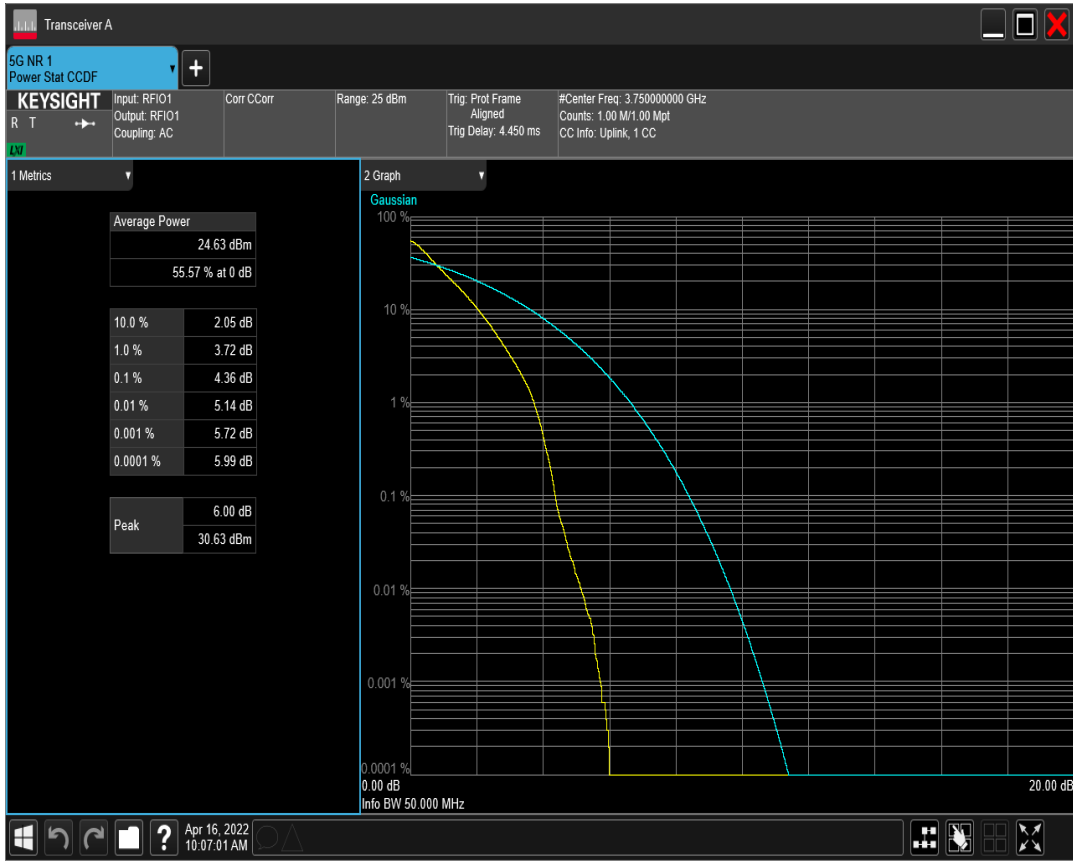 Transceiver A
5G NR 1
Power Stat CCDF
KEYSIGHT
R T
LXI
Input: RFIO1
Output: RFIO1
Coupling: AC
Corr CCorr
Range: 25 dBm
Trig: Prot Frame
Aligned
Trig Delay: 4.450 ms
#Center Freq: 3.750000000 GHz
Counts: 1.00 M/1.00 Mpt
CC Info: Uplink, 1 CC
1 Metrics
Average Power
24.63 dBm
55.57 % at 0 dB
10.0 % 2.05 dB
1.0 % 3.72 dB
0.1 % 4.36 dB
0.01 % 5.14 dB
0.001 % 5.72 dB
0.0001 % 5.99 dB
Peak
6.00 dB
30.63 dBm
2 Graph
Gaussian
100 %
10 %
1 %
0.1 %
0.01 %
0.001 %
0.0001 %
0.00 dB 20.00 dB
Info BW 50.000 MHz
?
Apr 16, 2022
10:07:01 AM